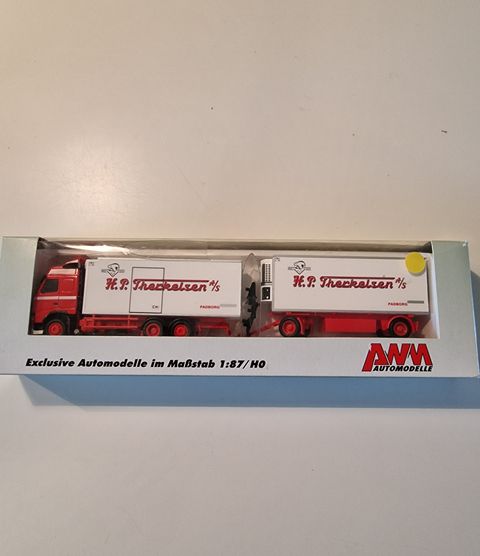 H.P. Therkelsen A/S
PADBORG
H.P. Therkelsen A/S
PADBORG
Exclusive Automodelle im Maßstab 1:87/H0
AWM
AUTOMODELLE